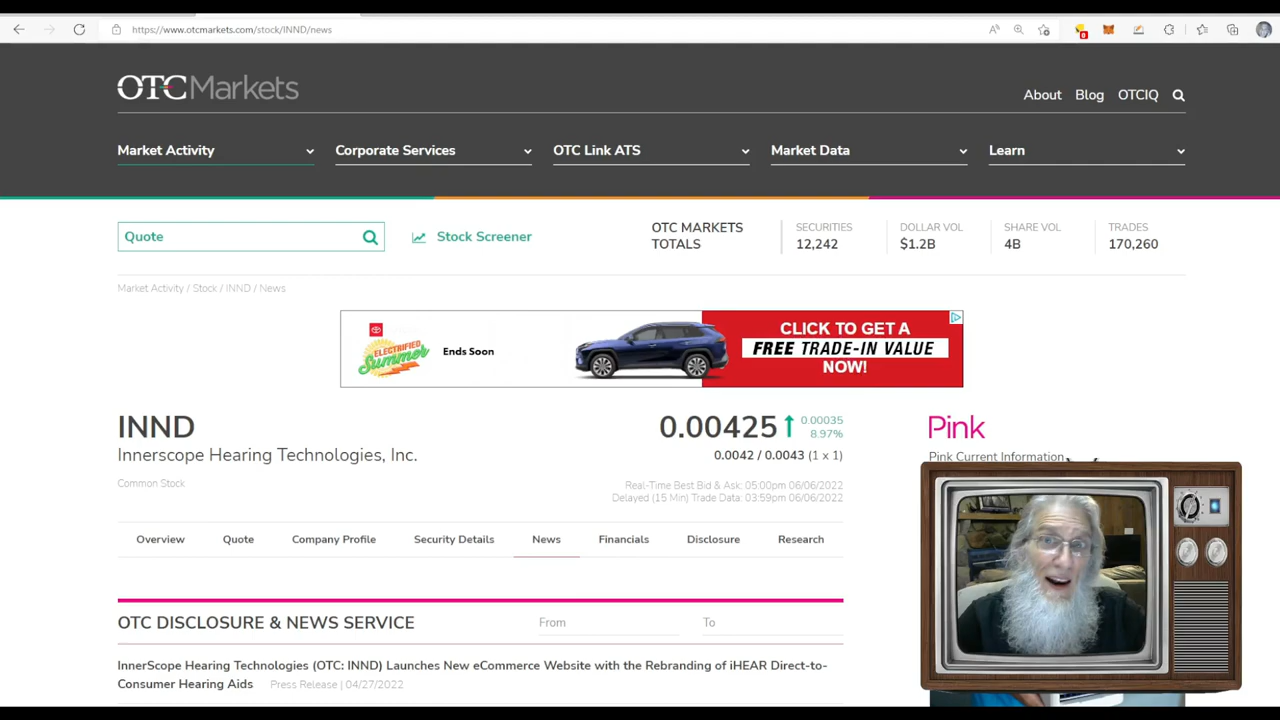 https://www.otcmarkets.com/stock/INND/news
OTCMarkets
About Blog OTCIQ
Market Activity Corporate Services OTC Link ATS Market Data Learn
Quote
Stock Screener
OTC MARKETS
TOTALS
SECURITIES
12,242
DOLLAR VOL
$1.2B
SHARE VOL
4B
TRADES
170,260
Market Activity / Stock / INND / News
ELECTRIFIED
Summer
Ends Soon
CLICK TO GET A
FREE TRADE-IN VALUE
NOW!
INND
Innerscope Hearing Technologies, Inc.
Common Stock
0.00425
0.00035
8.97%
0.0042 / 0.0043 (1 x 1)
Real-Time Best Bid & Ask: 05:00pm 06/06/2022
Delayed (15 Min) Trade Data: 03:59pm 06/06/2022
Pink
Pink Current Information
Overview Quote Company Profile Security Details News Financials Disclosure Research
OTC DISCLOSURE & NEWS SERVICE
From
To
InnerScope Hearing Technologies (OTC: INND) Launches New eCommerce Website with the Rebranding of iHEAR Direct-to-
Consumer Hearing Aids Press Release | 04/27/2022